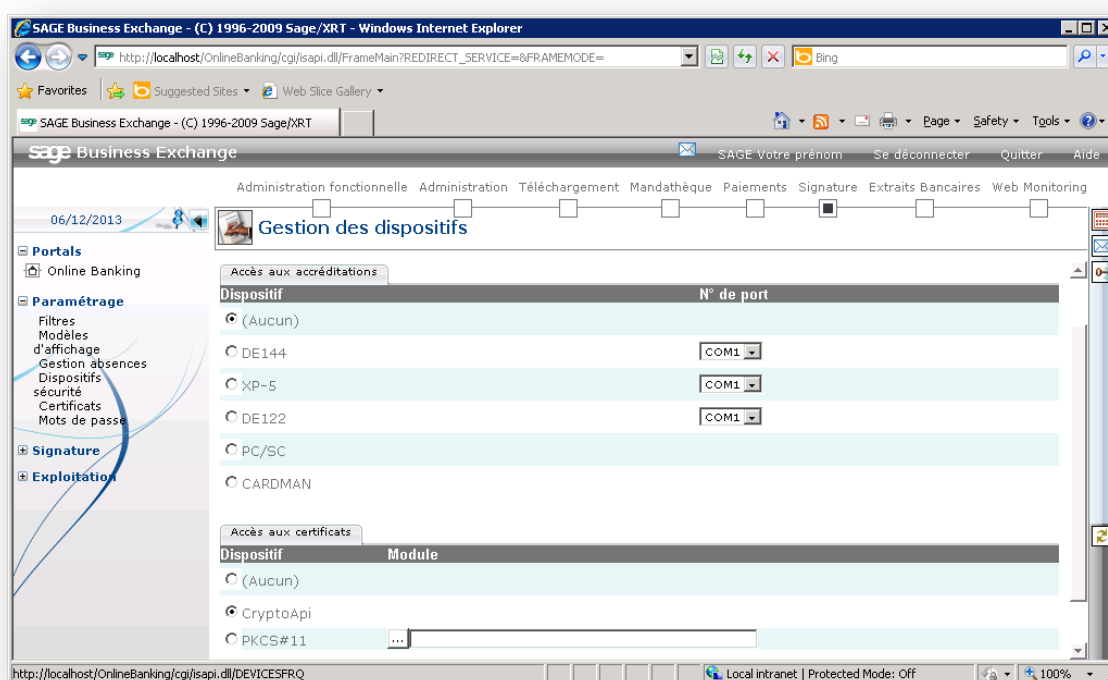 SAGE Business Exchange - (C) 1996-2009 Sage/XRT - Windows Internet Explorer
http://localhost/OnlineBanking/cgi/isapi.dll/FrameMain?REDIRECT_SERVICE=&FRAMEMODE=
Bing
Favorites Suggested Sites Web Slice Gallery
SAGE Business Exchange - (C) 1996-2009 Sage/XRT
Page Safety Tools
sage Business Exchange
SAGE Votre prénom Se déconnecter Quitter Aide
Administration fonctionnelle Administration Téléchargement Mandathèque Paiements Signature Extraits Bancaires Web Monitoring
06/12/2013
Gestion des dispositifs
Portals
Online Banking
Paramétrage
Filtres
Modèles
d'affichage
Gestion absences
Dispositifs
sécurité
Certificats
Mots de passe
Signature
Exploitation
Accès aux accréditations
Dispositif N° de port
(Aucun)
DE144 COM1
XP-5 COM1
DE122 COM1
PC/SC
CARDMAN
Accès aux certificats
Dispositif Module
(Aucun)
CryptoApi
PKCS#11 ...
http://localhost/OnlineBanking/cgi/isapi.dll/DEVICESFRQ
Local intranet | Protected Mode: Off
100%